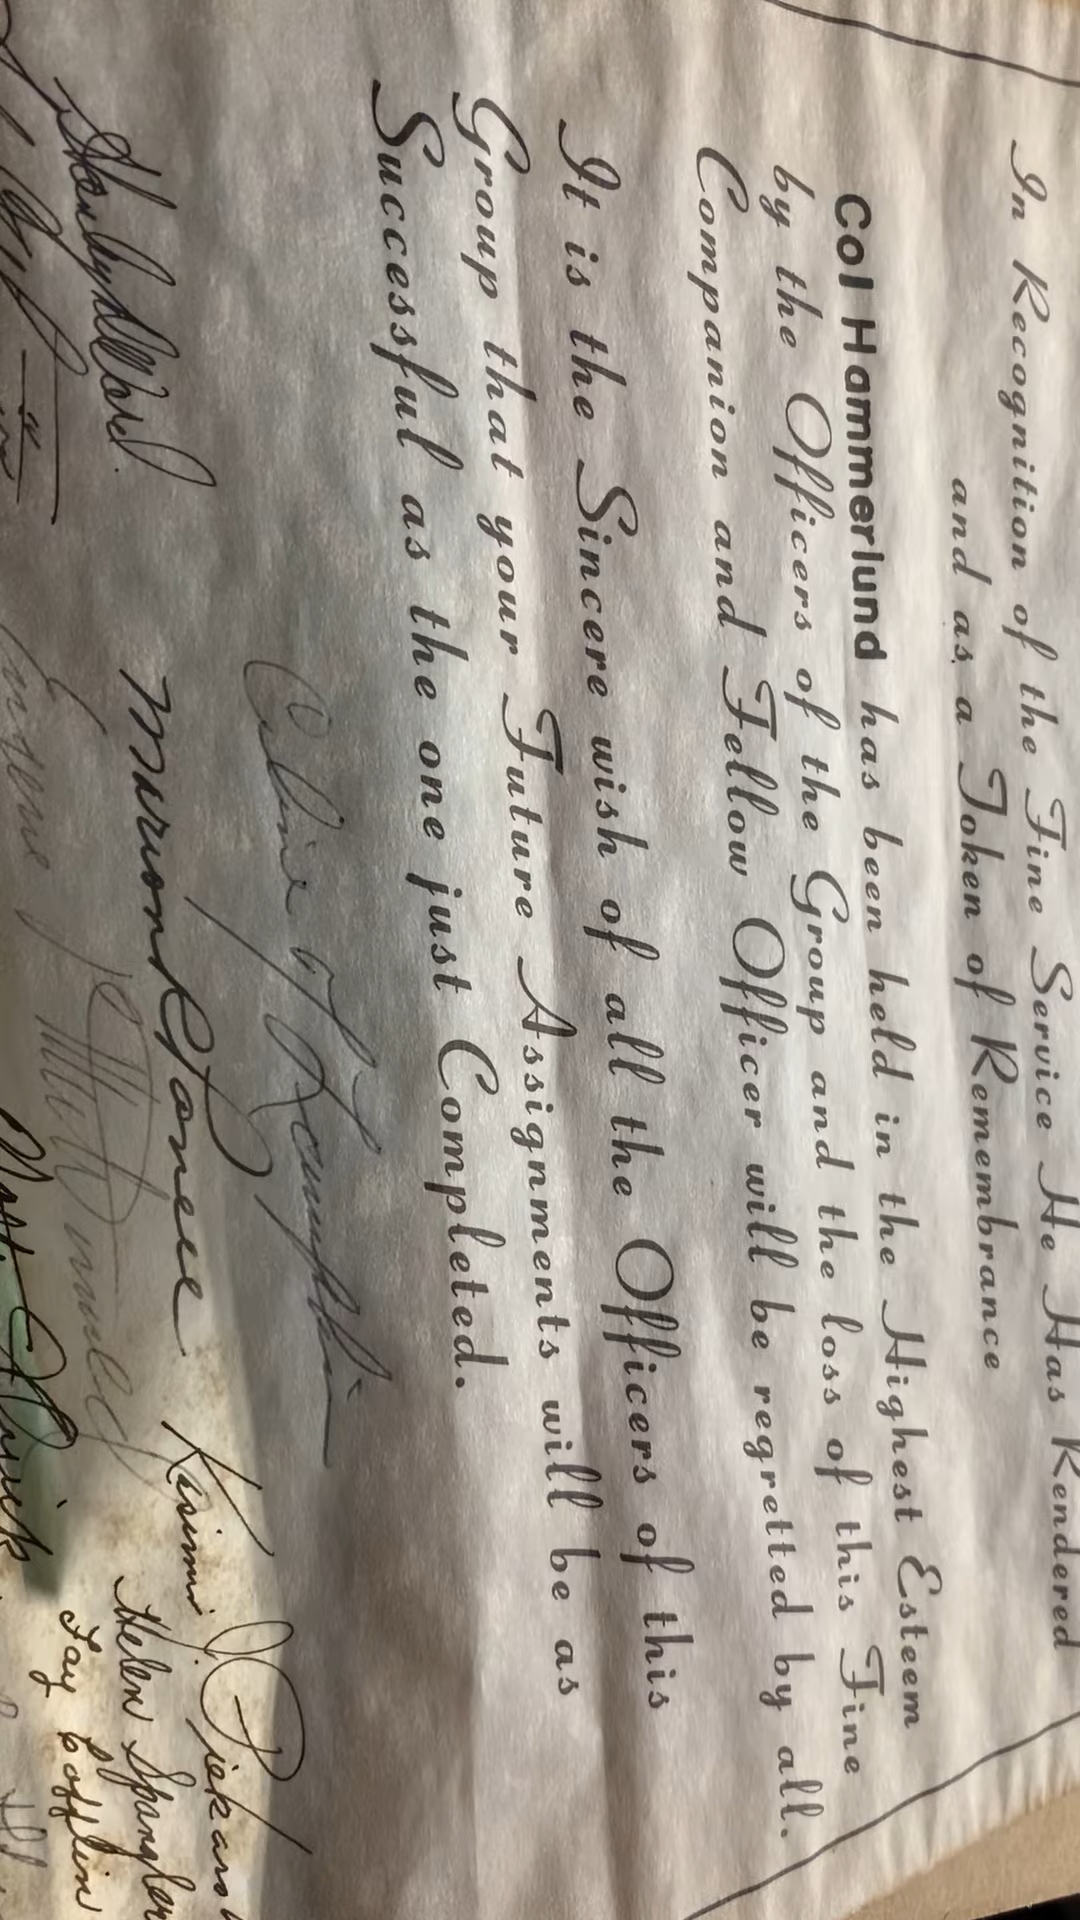 In Recognition of the Fine Service He Has Rendered
and as a Token of Remembrance
Col Hammerlund has been held in the Highest Esteem
by the Officers of the Group and the loss of this Fine
Companion and Fellow Officer will be regretted by all.
It is the Sincere wish of all the Officers of this
Group that your Future Assignments will be as
Successful as the one just Completed.
Helen Spangler
Fay Coffin